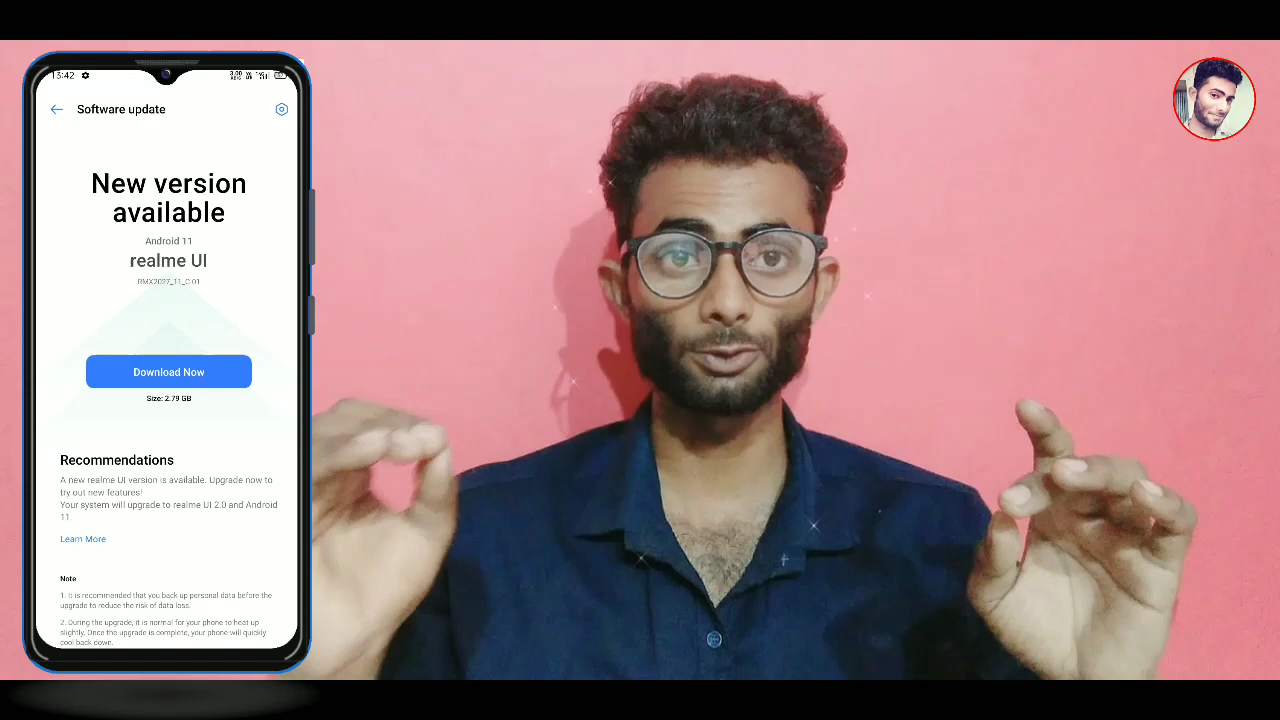 13:42
Software update
New version
available
Android 11
realme UI
RMX2027_11_C.01
Download Now
Size: 2.79 GB
Recommendations
A new realme UI version is available. Upgrade now to
try out new features!
Your system will upgrade to realme UI 2.0 and Android
11.
Learn More
Note
1. It is recommended that you back up personal data before the
upgrade to reduce the risk of data loss.
2. During the upgrade, it is normal for your phone to heat up
slightly. Once the upgrade is complete, your phone will quickly
cool back down.